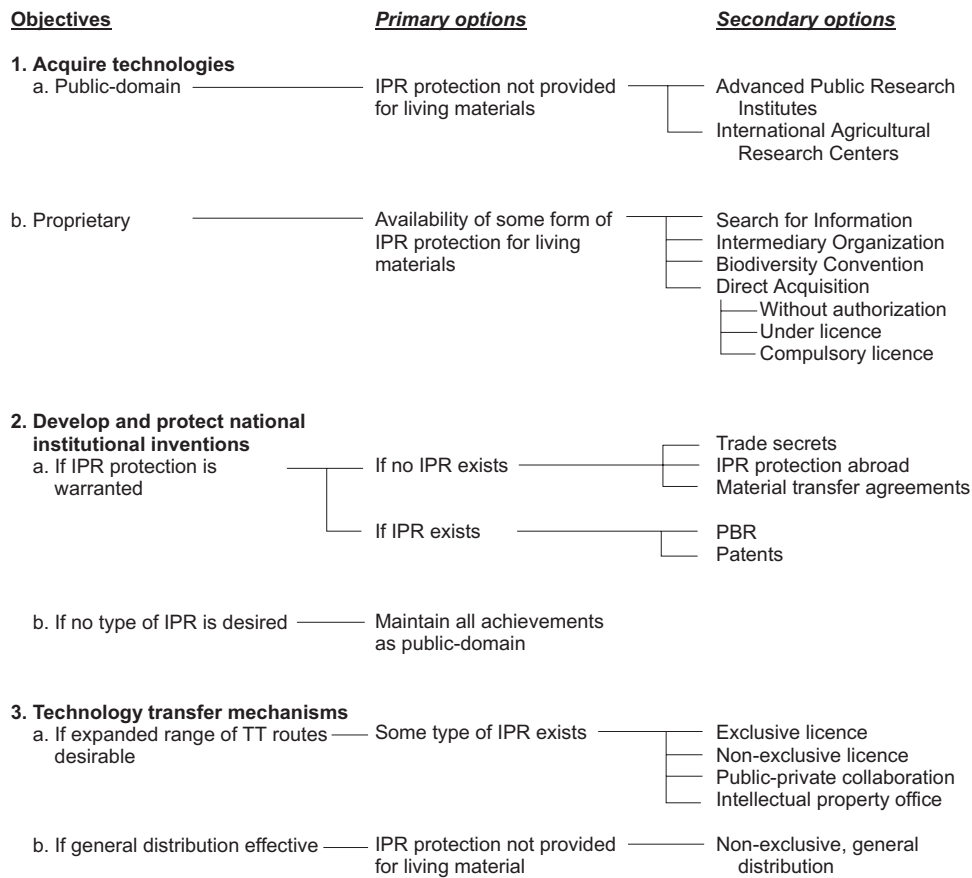 Objectives
Primary options
Secondary options
1. Acquire technologies
a. Public-domain
IPR protection not provided
for living materials
Advanced Public Research
Institutes
International Agricultural
Research Centers
b. Proprietary
Availability of some form of
IPR protection for living
materials
Search for Information
Intermediary Organization
Biodiversity Convention
Direct Acquisition
Without authorization
Under licence
Compulsory licence
2. Develop and protect national
institutional inventions
a. If IPR protection is
warranted
If no IPR exists
Trade secrets
IPR protection abroad
Material transfer agreements
If IPR exists
PBR
Patents
b. If no type of IPR is desired
Maintain all achievements
as public-domain
3. Technology transfer mechanisms
a. If expanded range of TT routes
desirable
Some type of IPR exists
Exclusive licence
Non-exclusive licence
Public-private collaboration
Intellectual property office
b. If general distribution effective
IPR protection not provided
for living material
Non-exclusive, general
distribution